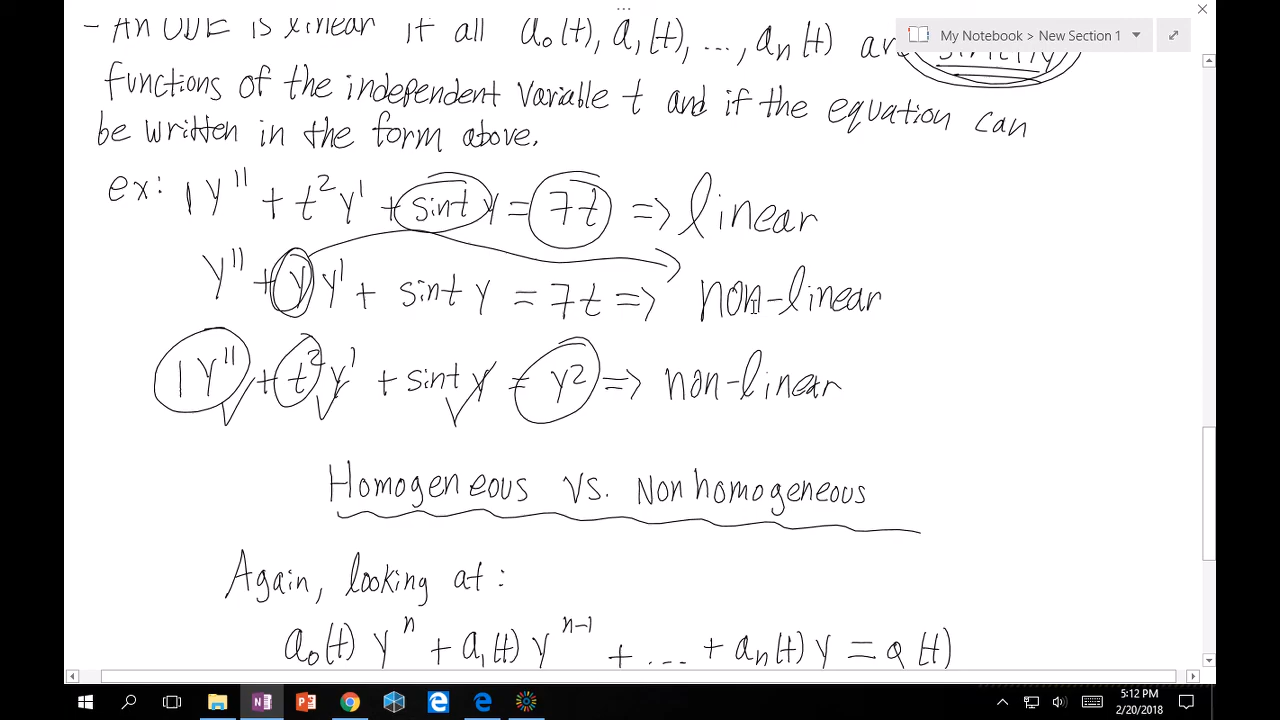 - An ODE is linear if all a₀(t), a₁(t), ..., aₙ(t) are strictly
My Notebook > New Section 1
functions of the independent variable t and if the equation can
be written in the form above.
ex: 1y'' + t²y' + sint y = 7t => linear
y'' + y y' + sint y = 7t => non-linear
1y'' + t²y' + sint y = y² => non-linear
Homogeneous vs. Nonhomogeneous
Again, looking at:
a₀(t) yⁿ + a₁(t) yⁿ⁻¹ + .... + aₙ(t) y = g(t)
5:12 PM
2/20/2018